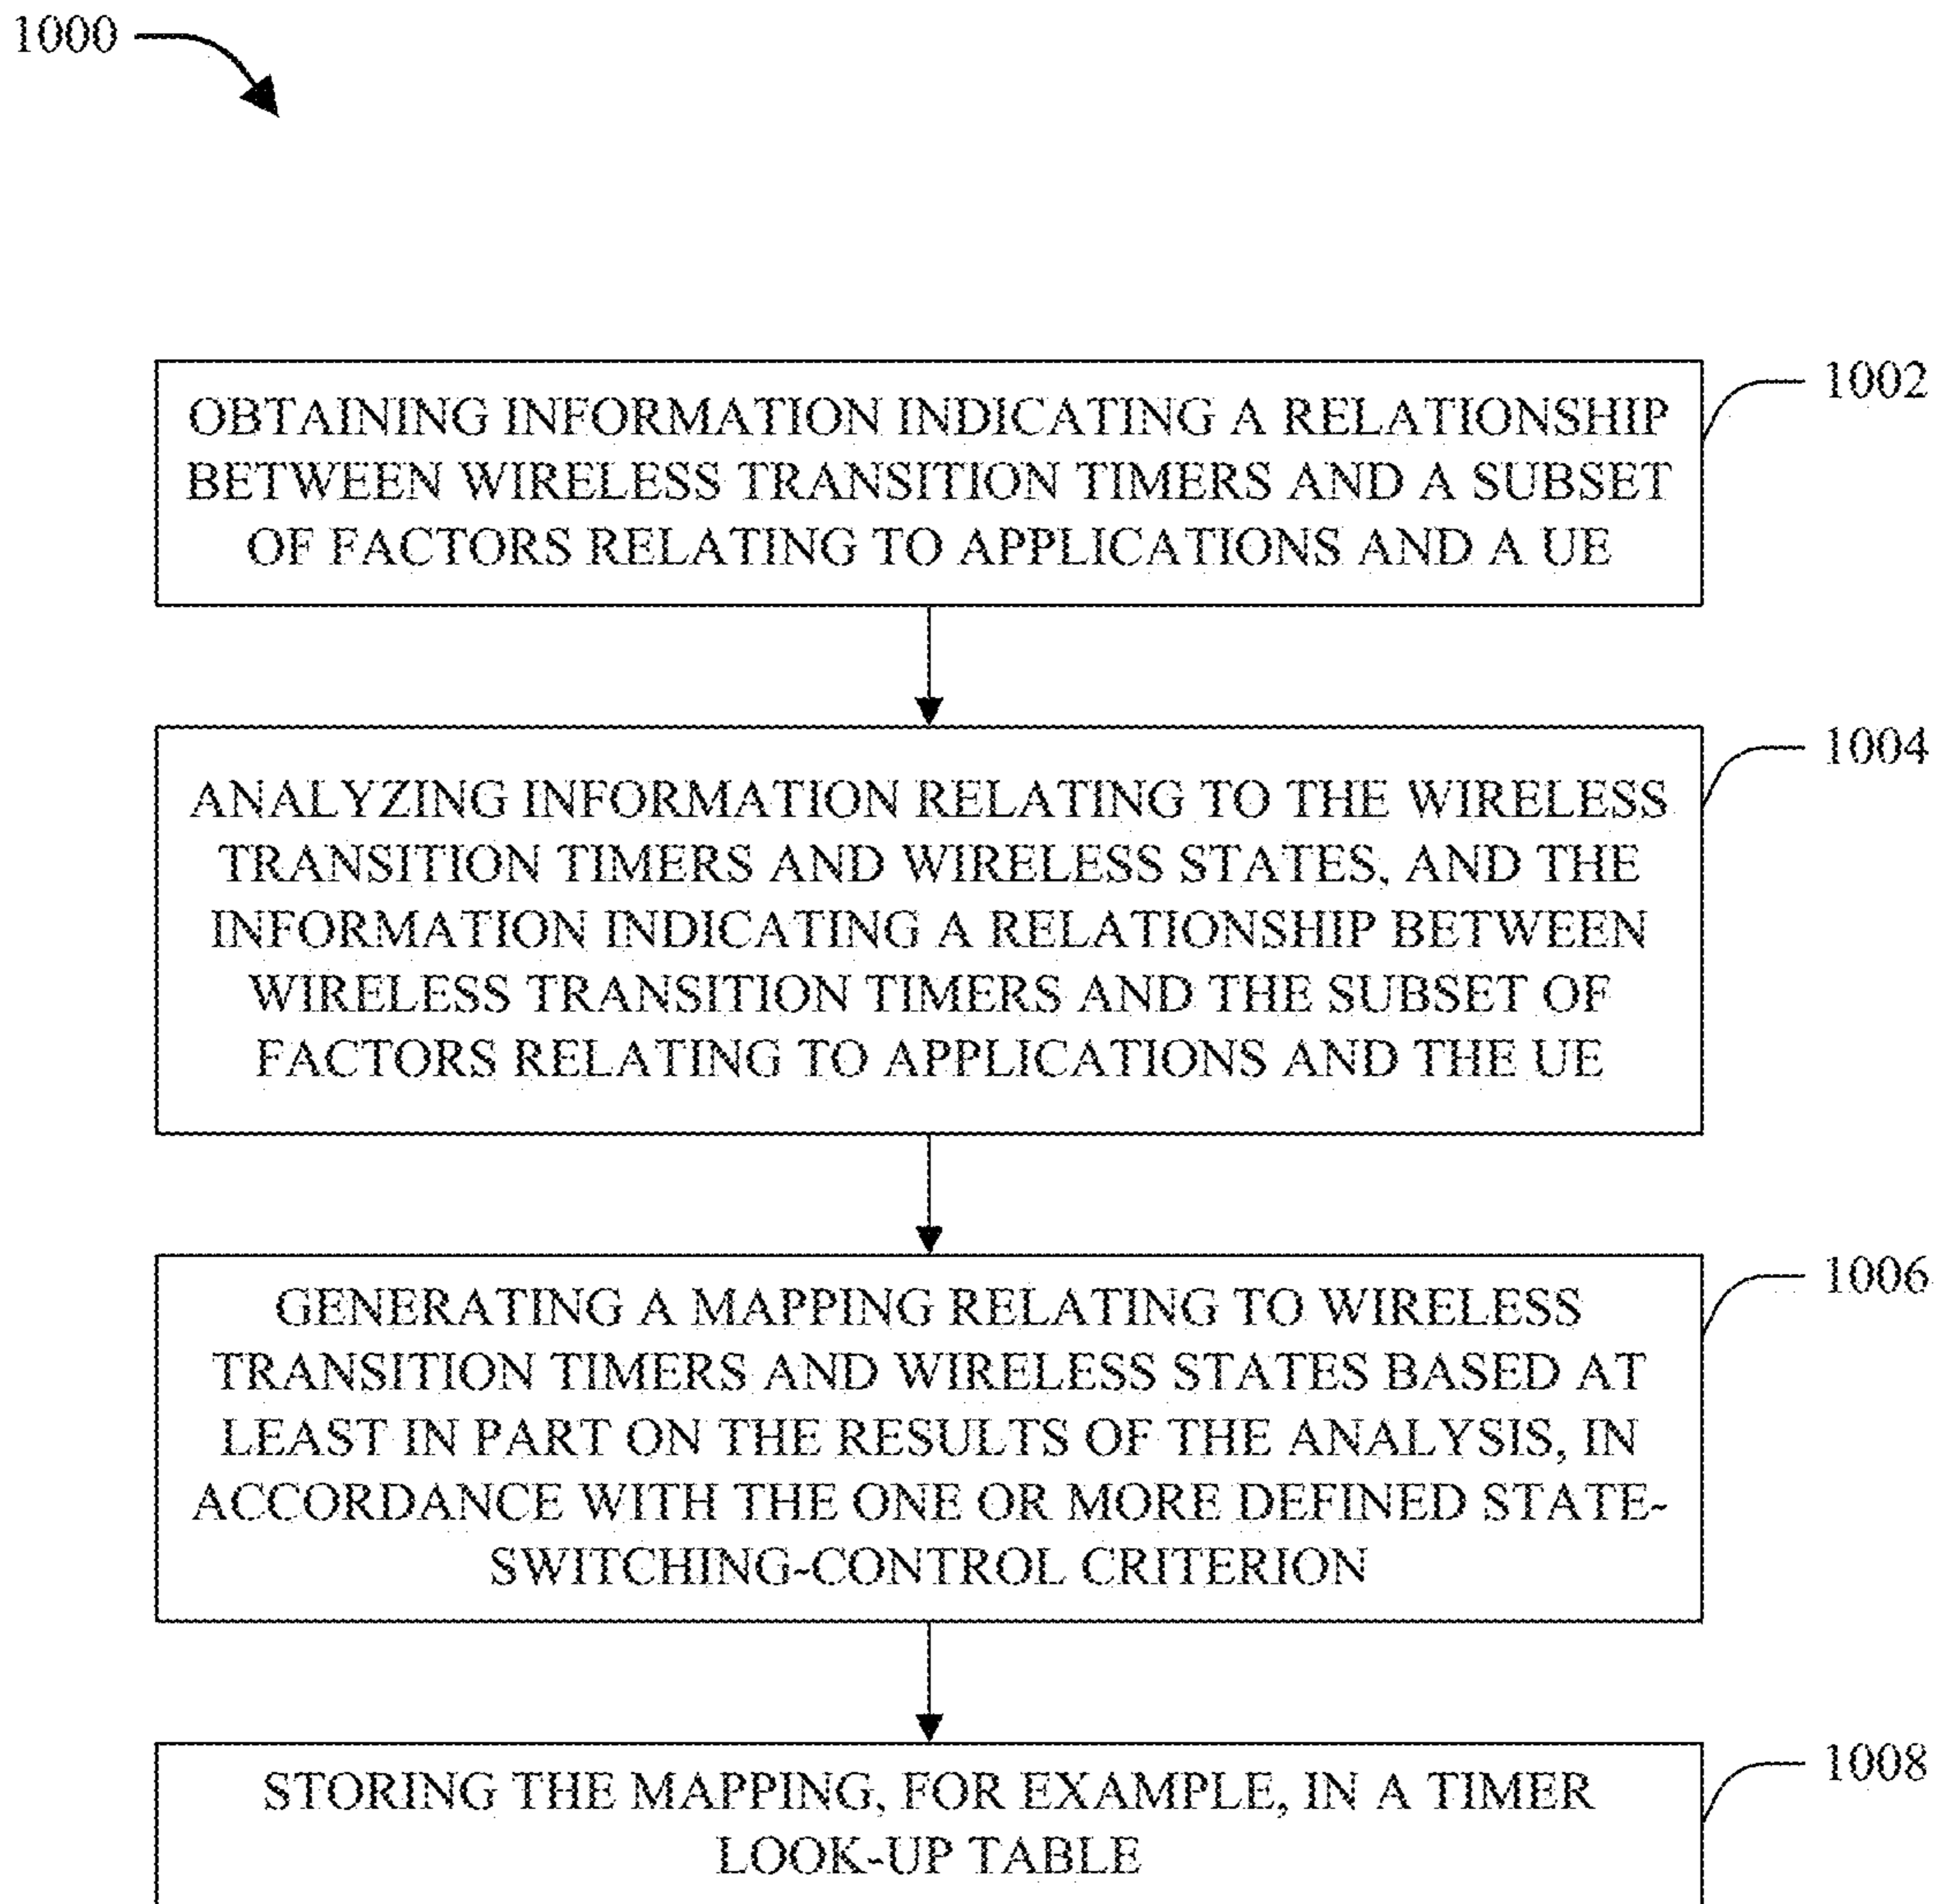 1000
1002
OBTAINING INFORMATION INDICATING A RELATIONSHIP
BETWEEN WIRELESS TRANSITION TIMERS AND A SUBSET
OF FACTORS RELATING TO APPLICATIONS AND A UE
1004
ANALYZING INFORMATION RELATING TO THE WIRELESS
TRANSITION TIMERS AND WIRELESS STATES, AND THE
INFORMATION INDICATING A RELATIONSHIP BETWEEN
WIRELESS TRANSITION TIMERS AND THE SUBSET OF
FACTORS RELATING TO APPLICATIONS AND THE UE
1006
GENERATING A MAPPING RELATING TO WIRELESS
TRANSITION TIMERS AND WIRELESS STATES BASED AT
LEAST IN PART ON THE RESULTS OF THE ANALYSIS, IN
ACCORDANCE WITH THE ONE OR MORE DEFINED STATE-
SWITCHING-CONTROL CRITERION
1008
STORING THE MAPPING, FOR EXAMPLE, IN A TIMER
LOOK-UP TABLE